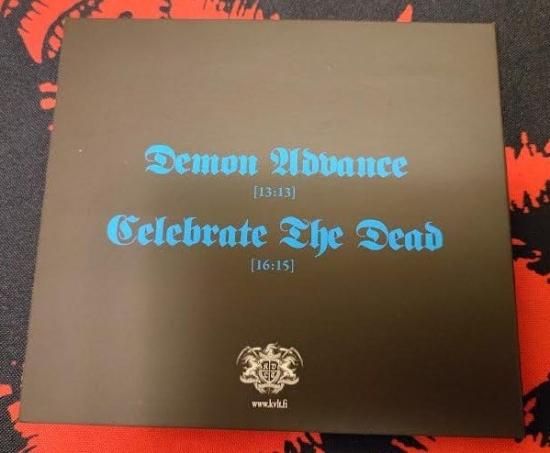 Demon Advance
[13:13]
Celebrate The Dead
[16:15]
www.kvlt.fi